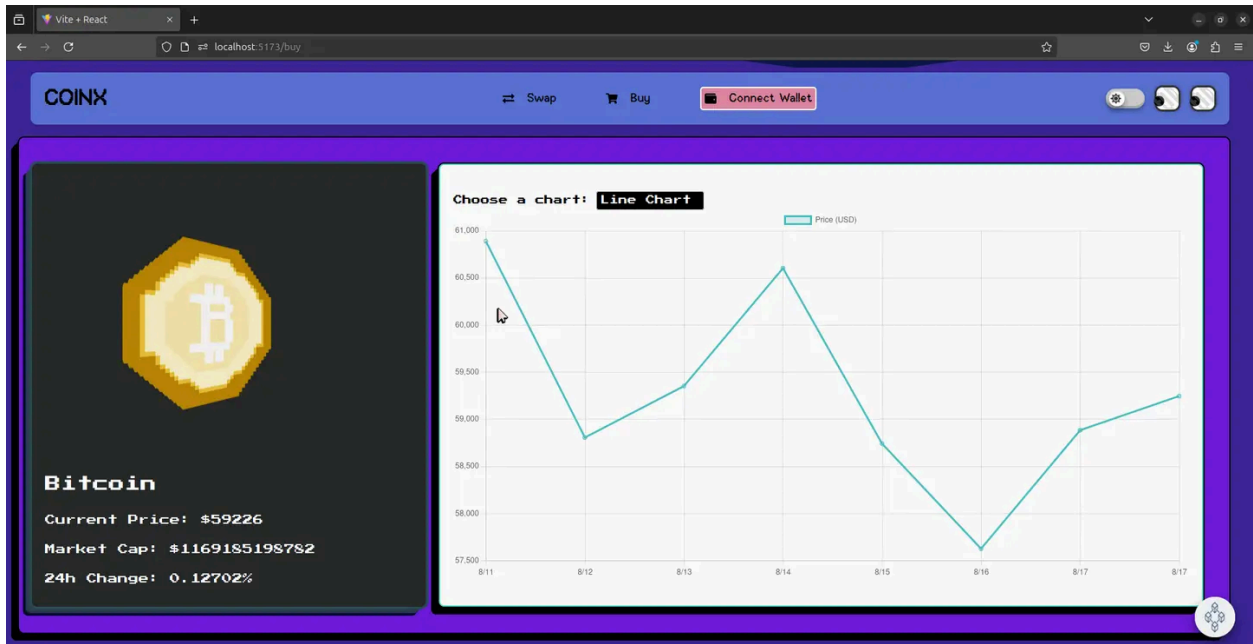 Vite + React
localhost:5173/buy
COINX
Swap
Buy
Connect Wallet
Bitcoin
Current Price: $59226
Market Cap: $1169185198782
24h Change: 0.12702%
Choose a chart: Line Chart
Price (USD)
61,000
60,500
60,000
59,500
59,000
58,500
58,000
57,500
8/11 8/12 8/13 8/14 8/15 8/16 8/17 8/17